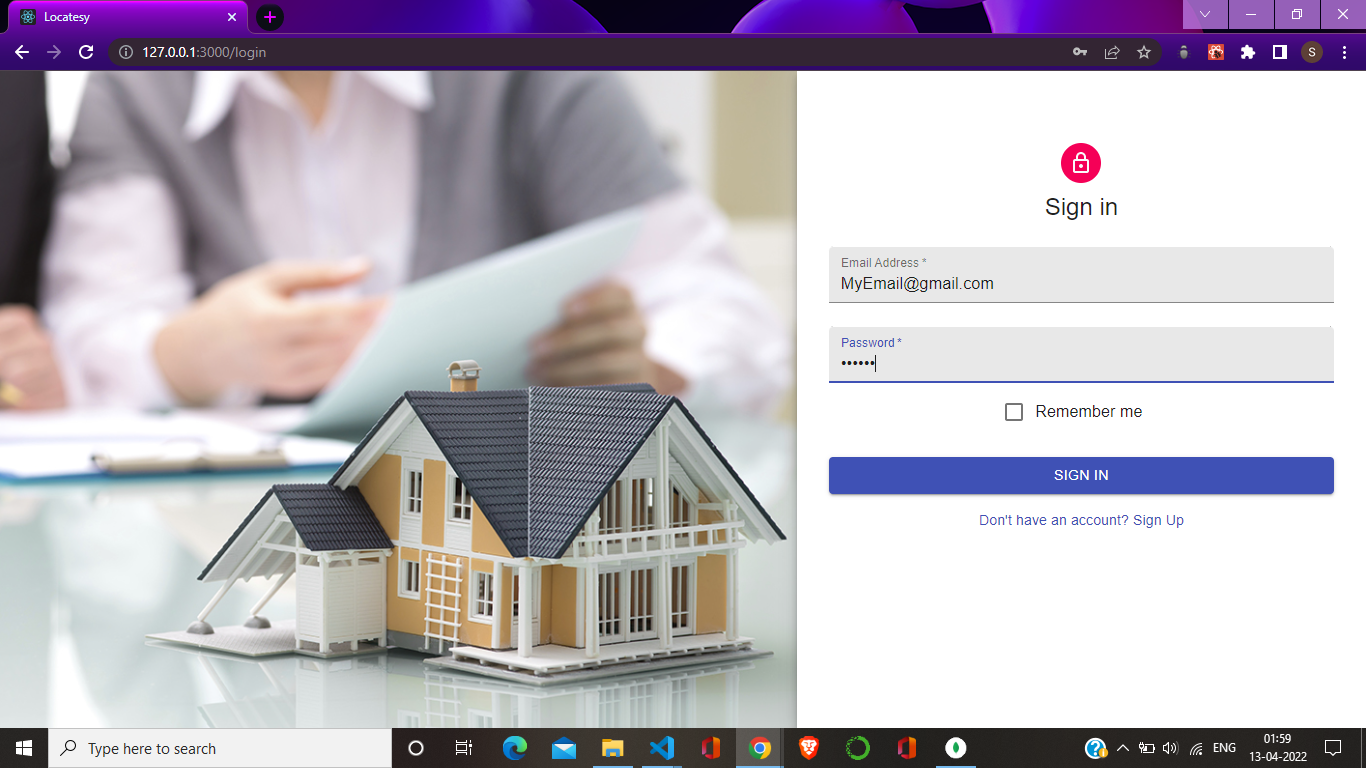 Locatesy
127.0.0.1:3000/login
S
Sign in
Email Address *
MyEmail@gmail.com
Password *
••••••
Remember me
SIGN IN
Don't have an account? Sign Up
Type here to search
ENG
01:59
13-04-2022